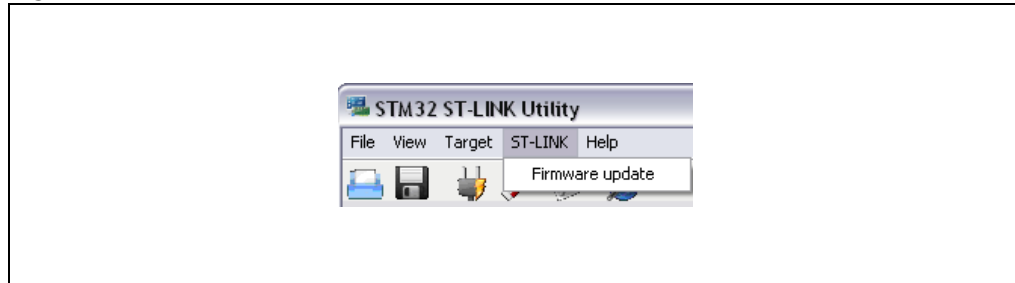 STM32 ST-LINK Utility
File View Target ST-LINK Help
Firmware update